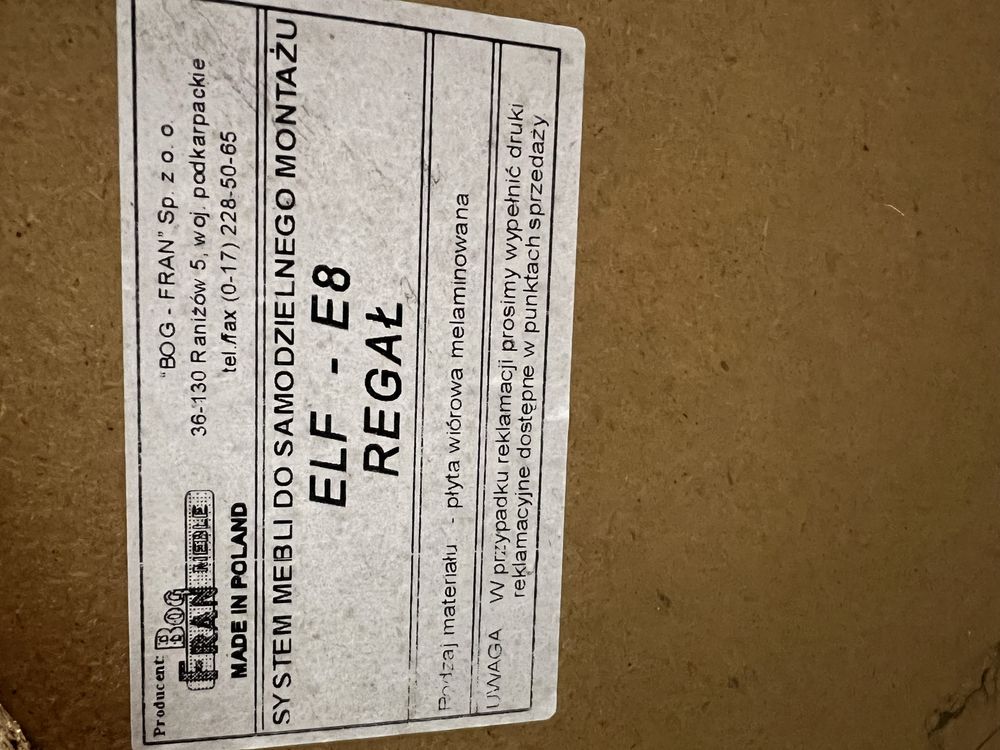 Producent:
BOG
FRAN MEBLE
MADE IN POLAND
"BOG - FRAN" Sp. z o. o.
36-130 Raniżów 5, woj. podkarpackie
tel./fax (0-17) 228-50-65
SYSTEM MEBLI DO SAMODZIELNEGO MONTAŻU
ELF - E8
REGAŁ
Rodzaj materiału - płyta wiórowa melaminowana
UWAGA W przypadku reklamacji prosimy wypełnić druki
reklamacyjne dostępne w punktach sprzedaży